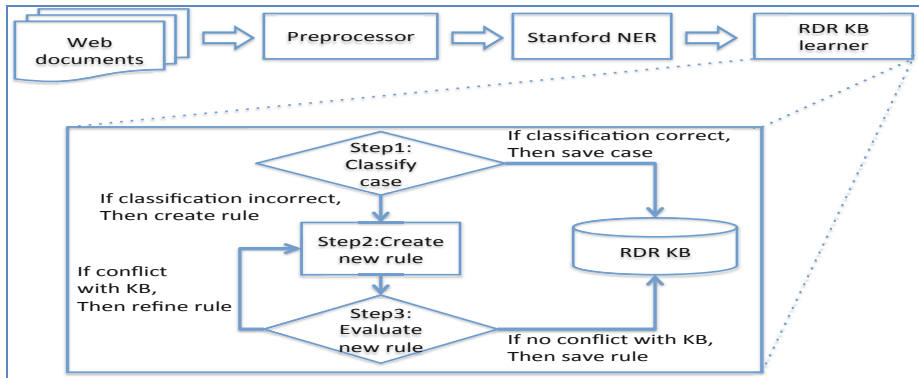 Web
documents
Preprocessor
Stanford NER
RDR KB
learner
Step1:
Classify
case
If classification correct,
Then save case
If classification incorrect,
Then create rule
Step2:Create
new rule
RDR KB
If conflict
with KB,
Then refine rule
Step3:
Evaluate
new rule
If no conflict with KB,
Then save rule